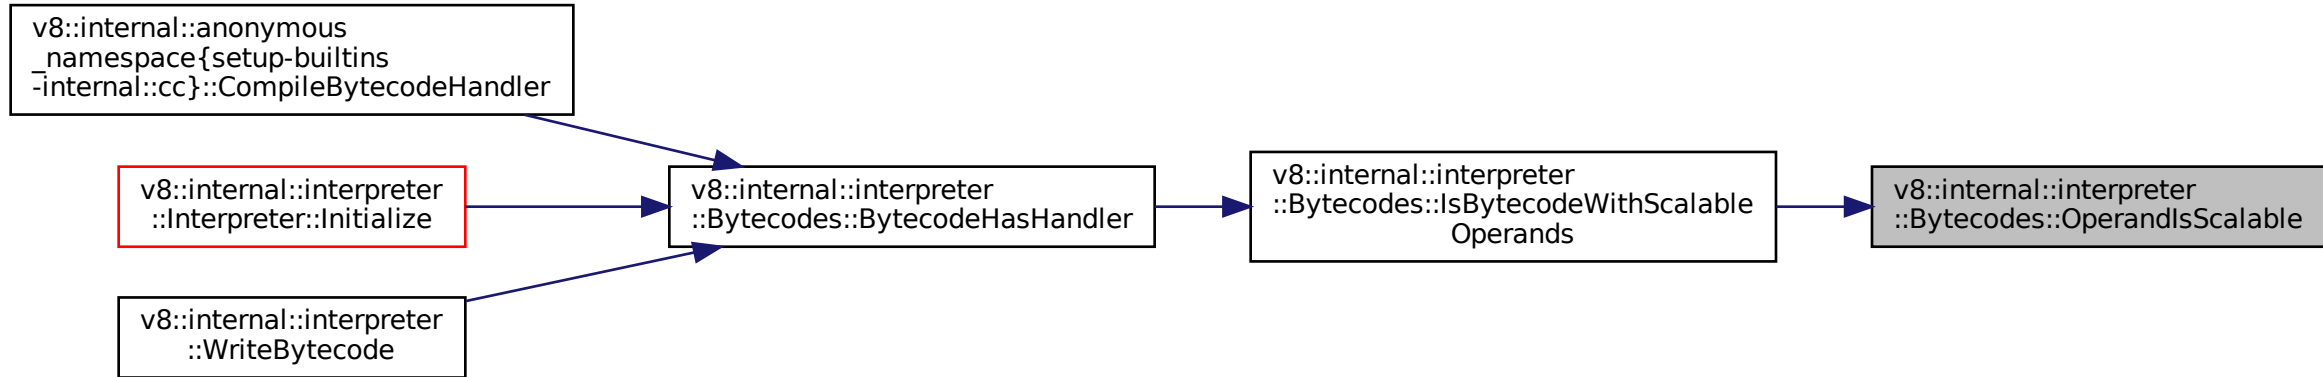 v8::internal::anonymous
_namespace{setup-builtins
-internal::cc}::CompileBytecodeHandler
v8::internal::interpreter
::Interpreter::Initialize
v8::internal::interpreter
::WriteBytecode
v8::internal::interpreter
::Bytecodes::BytecodeHasHandler
v8::internal::interpreter
::Bytecodes::IsBytecodeWithScalable
Operands
v8::internal::interpreter
::Bytecodes::OperandIsScalable